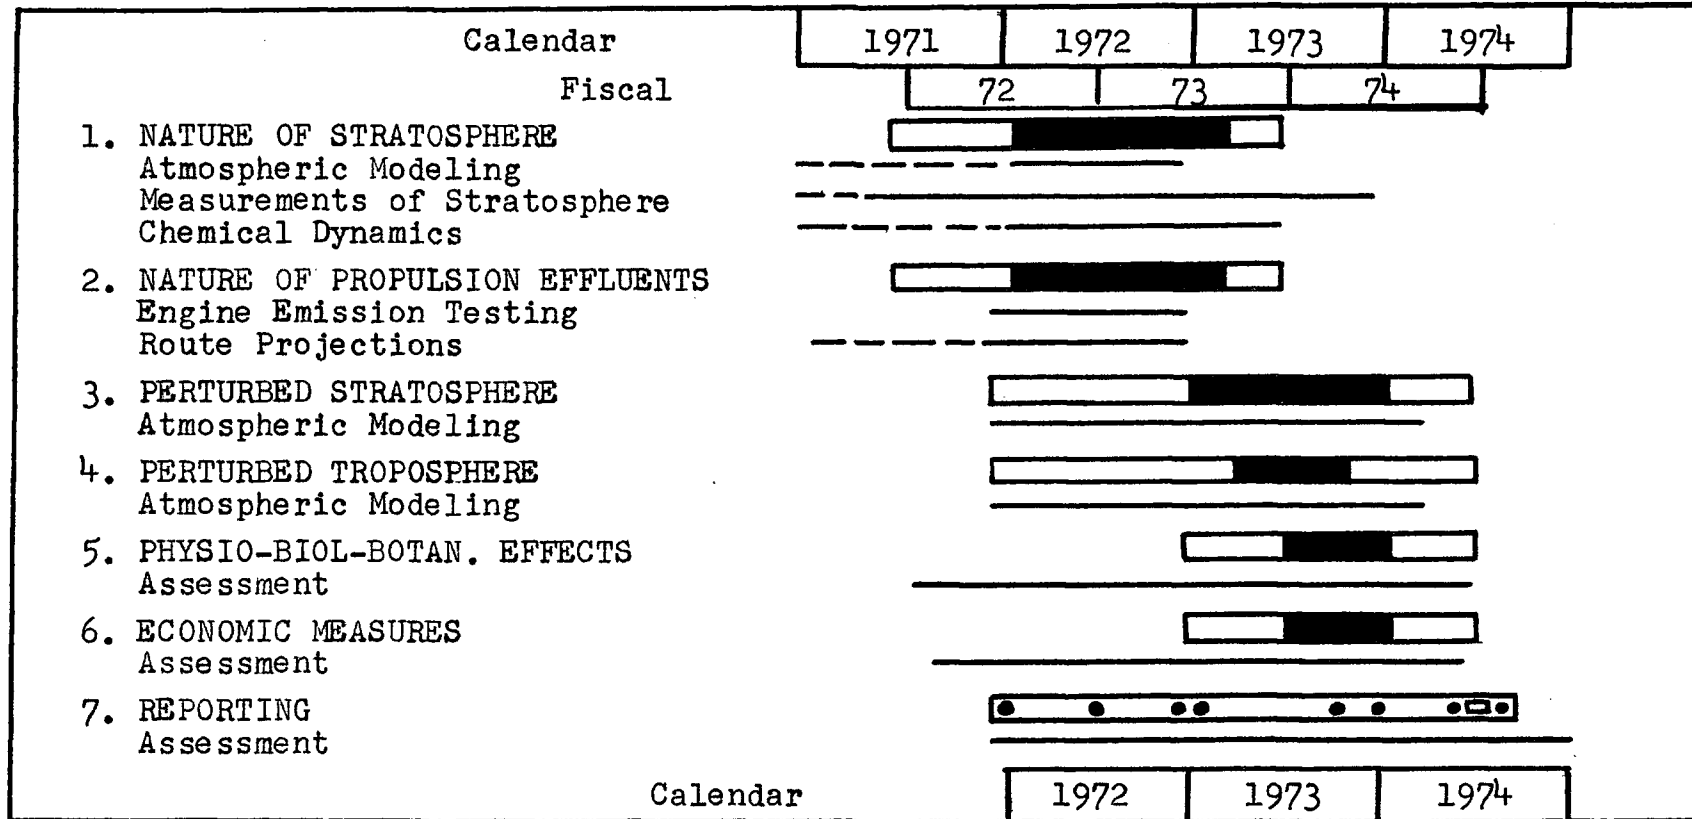 Calendar 1971 1972 1973 1974
Fiscal 72 73 74
1. NATURE OF STRATOSPHERE
Atmospheric Modeling
Measurements of Stratosphere
Chemical Dynamics
2. NATURE OF PROPULSION EFFLUENTS
Engine Emission Testing
Route Projections
3. PERTURBED STRATOSPHERE
Atmospheric Modeling
4. PERTURBED TROPOSPHERE
Atmospheric Modeling
5. PHYSIO-BIOL-BOTAN. EFFECTS
Assessment
6. ECONOMIC MEASURES
Assessment
7. REPORTING
Assessment
Calendar 1972 1973 1974